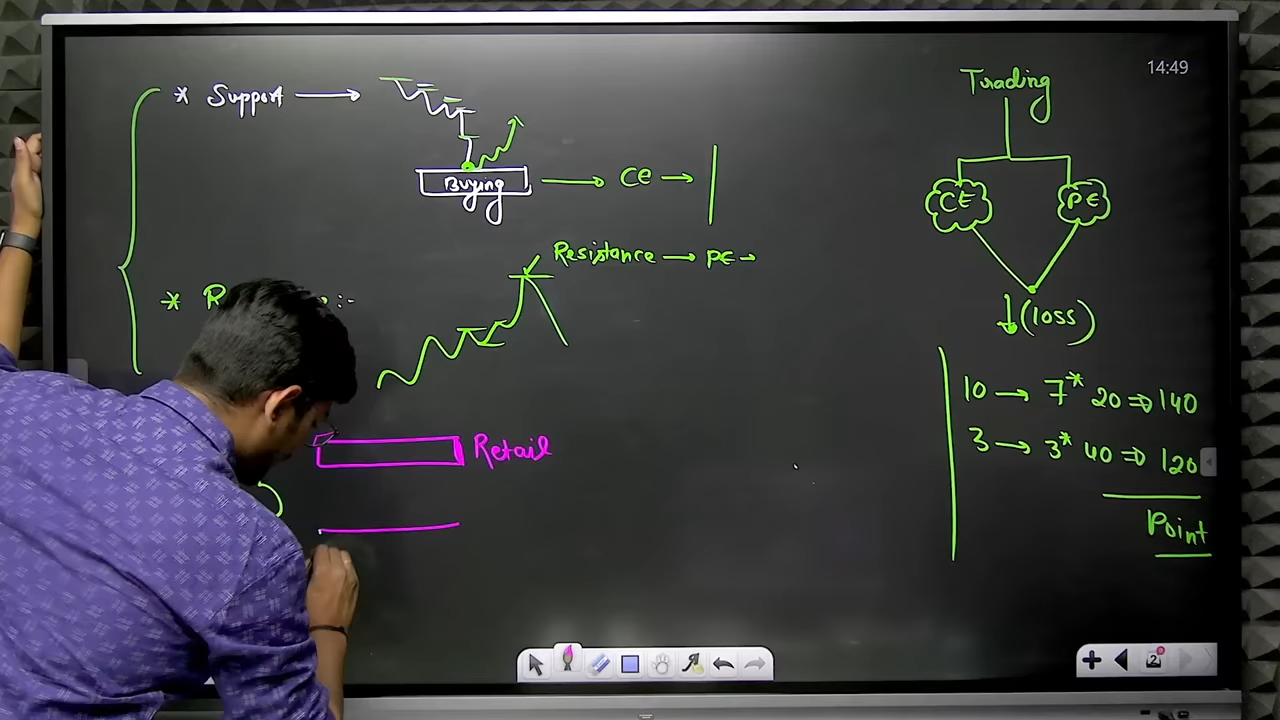 * Support →
Buying → CE →
Resistance → PE →
* R :-
Retail
14:49
Trading
CE PE
↓ (loss)
10 → 7* 20 ⇒ 140
3 → 3* 40 ⇒ 120
Point
2